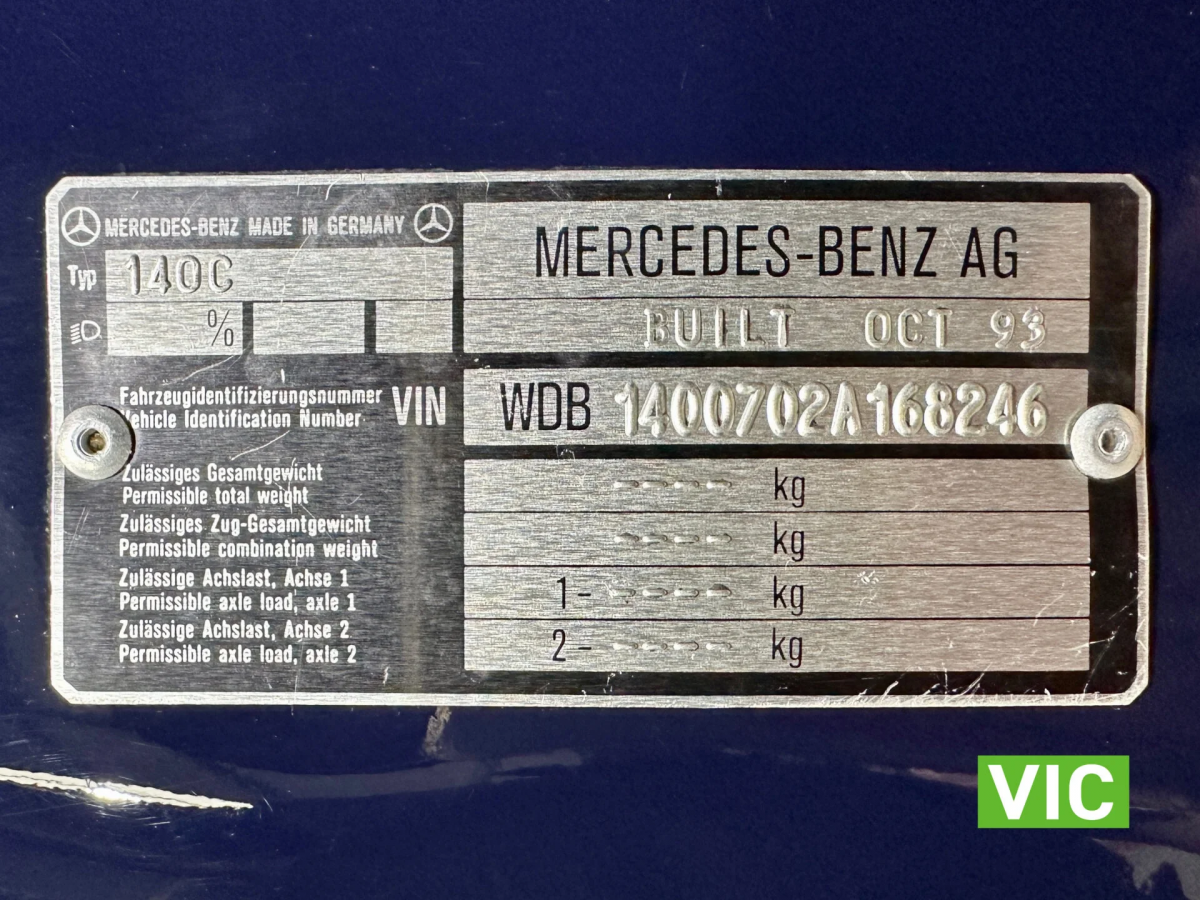 MERCEDES-BENZ MADE IN GERMANY
Typ 140C
%
MERCEDES-BENZ AG
BUILT OCT 93
Fahrzeugidentifizierungsnummer
Vehicle Identification Number
VIN WDB 1400702A168246
Zulässiges Gesamtgewicht
Permissible total weight
---- kg
Zulässiges Zug-Gesamtgewicht
Permissible combination weight
---- kg
Zulässige Achslast, Achse 1
Permissible axle load, axle 1
1- ---- kg
Zulässige Achslast, Achse 2
Permissible axle load, axle 2
2- ---- kg
VIC